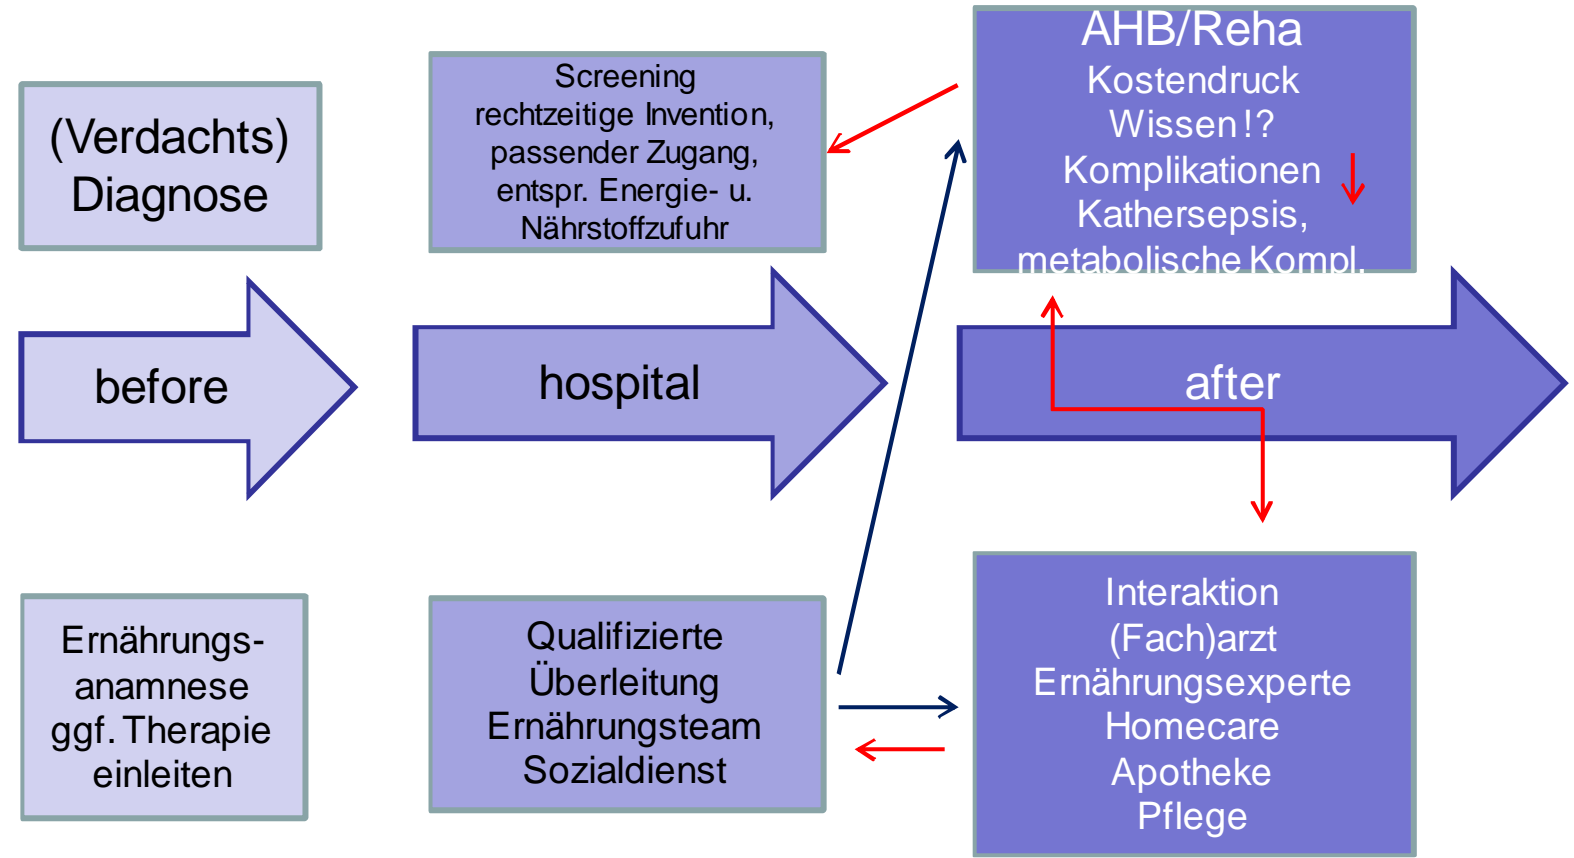 (Verdachts)
Diagnose
Screening
rechtzeitige Invention,
passender Zugang,
entspr. Energie- u.
Nährstoffzufuhr
AHB/Reha
Kostendruck
Wissen!?
Komplikationen
Kathersepsis,
metabolische Kompl.
before
hospital
after
Ernährungs-
anamnese
ggf. Therapie
einleiten
Qualifizierte
Überleitung
Ernährungsteam
Sozialdienst
Interaktion
(Fach)arzt
Ernährungsexperte
Homecare
Apotheke
Pflege